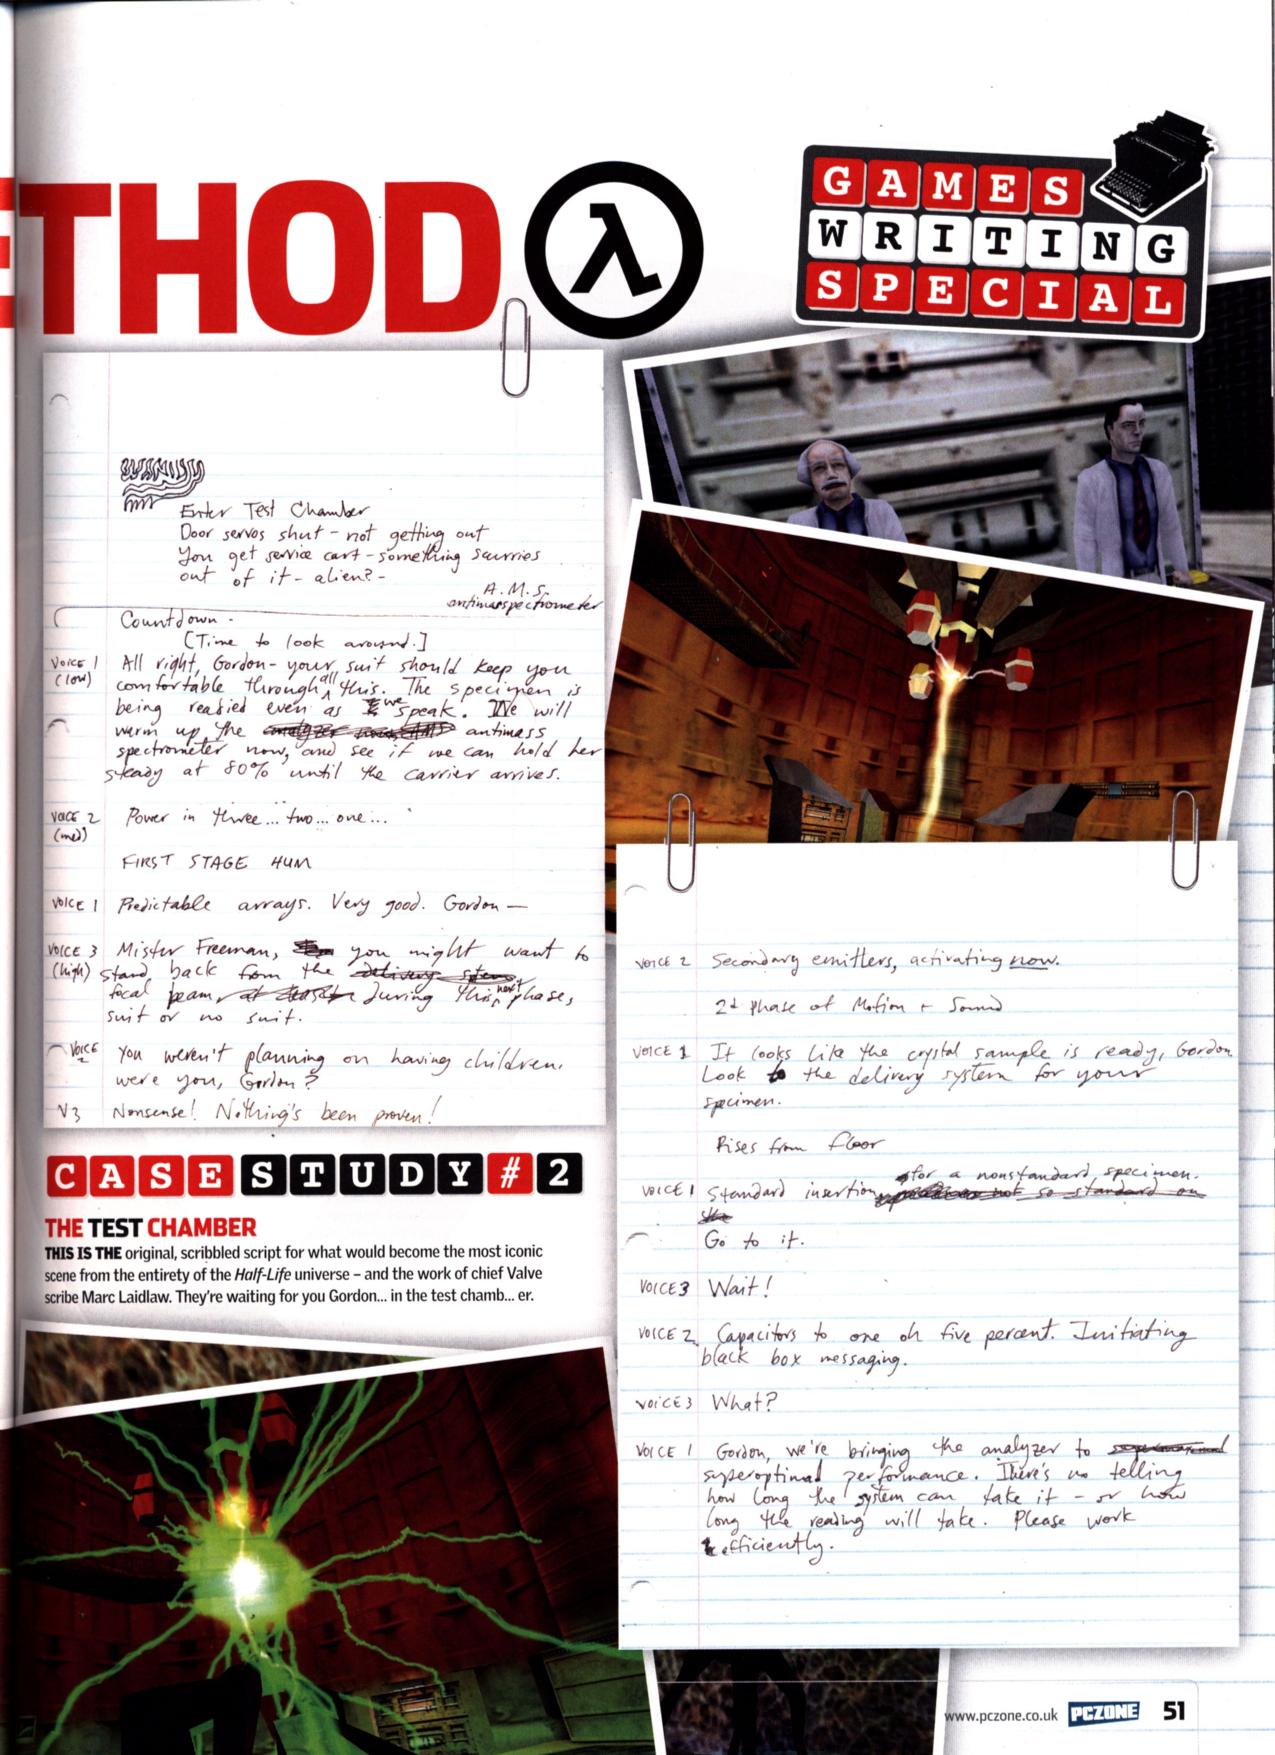 ETHOD
GAMES
WRITING
SPECIAL
Enter Test Chamber
Door servos shut - not getting out
You get service cart - something scurries
out of it - alien? -
A.M.S.
antimasspectrometer
Countdown -
[Time to look around.]
VOICE 1 All right, Gordon - your suit should keep you
(low) comfortable through all this. The specimen is
being readied even as we speak. We will
warm up the antimass
spectrometer now, and see if we can hold her
steady at 80% until the carrier arrives.
VOICE 2 Power in three... two... one...
(med)
FIRST STAGE HUM
VOICE 1 Predictable arrays. Very good. Gordon —
VOICE 3 Mister Freeman, you might want to
(high) stand back from the
focal beam during this next phase,
suit or no suit.
VOICE 2 You weren't planning on having children,
were you, Gordon?
V3 Nonsense! Nothing's been proven!
CASE STUDY #2
THE TEST CHAMBER
THIS IS THE original, scribbled script for what would become the most iconic
scene from the entirety of the Half-Life universe – and the work of chief Valve
scribe Marc Laidlaw. They're waiting for you Gordon... in the test chamb... er.
VOICE 2 Secondary emitters, activating now.
2d phase of Motion + Sound
VOICE 1 It looks like the crystal sample is ready, Gordon.
Look to the delivery system for your
specimen.
Rises from floor
for a nonstandard specimen.
VOICE 1 Standard insertion not so standard on
the
Go to it.
VOICE 3 Wait!
VOICE 2 Capacitors to one oh five percent. Initiating
black box messaging.
VOICE 3 What?
VOICE 1 Gordon, we're bringing the analyzer to
superoptimal performance. There's no telling
how long the system can take it - or how
long the reading will take. Please work
efficiently.
www.pczone.co.uk PCZONE 51